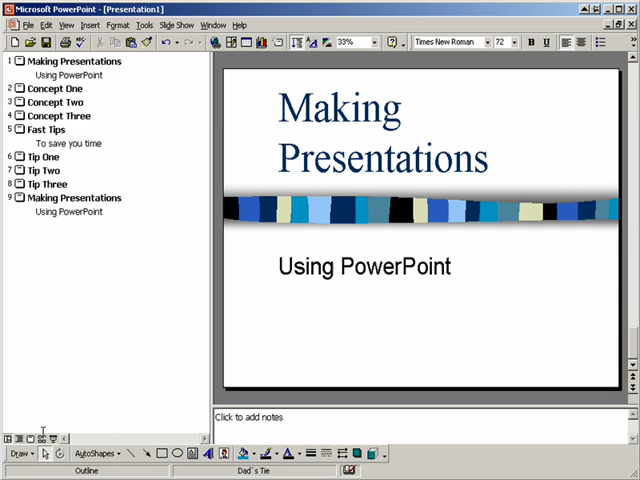 Microsoft PowerPoint - [Presentation1]
File Edit View Insert Format Tools Slide Show Window Help
33% Times New Roman 72 B U
1 Making Presentations
Using PowerPoint
2 Concept One
3 Concept Two
4 Concept Three
5 Fast Tips
To save you time
6 Tip One
7 Tip Two
8 Tip Three
9 Making Presentations
Using PowerPoint
Making
Presentations
Using PowerPoint
Click to add notes
Draw AutoShapes
Outline Dad`s Tie